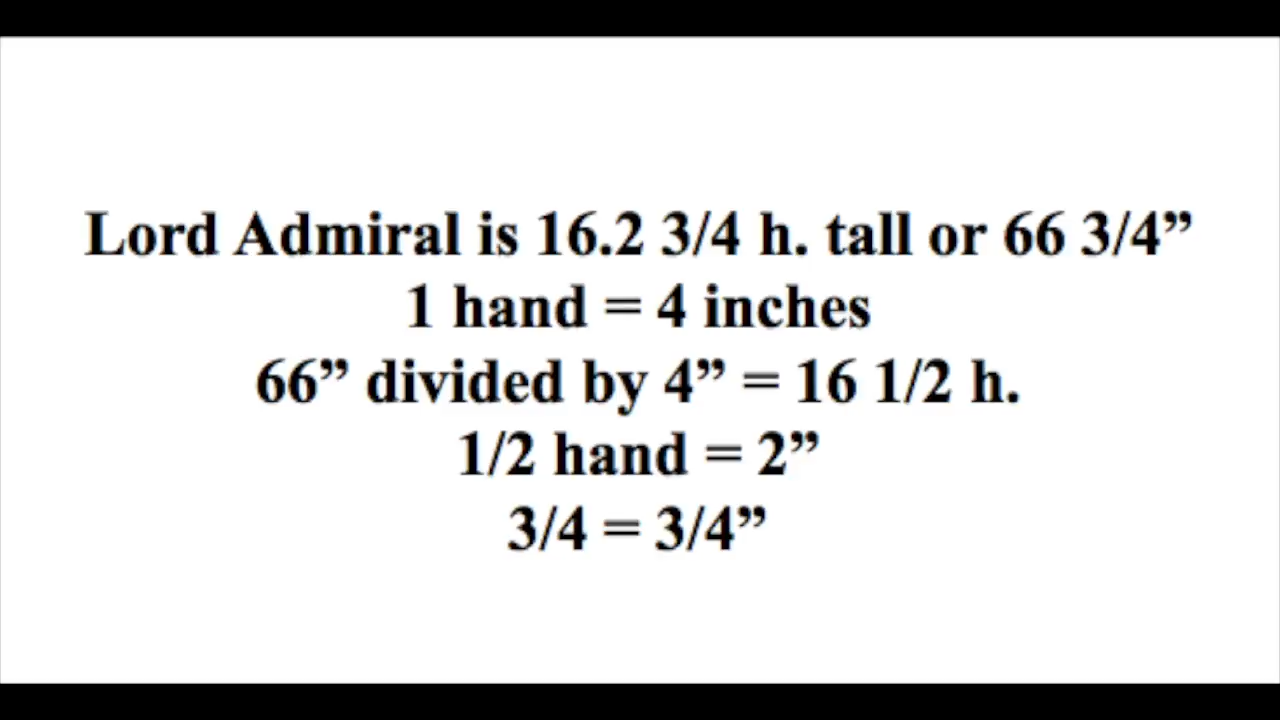 Lord Admiral is 16.2 3/4 h. tall or 66 3/4”
1 hand = 4 inches
66” divided by 4” = 16 1/2 h.
1/2 hand = 2”
3/4 = 3/4”